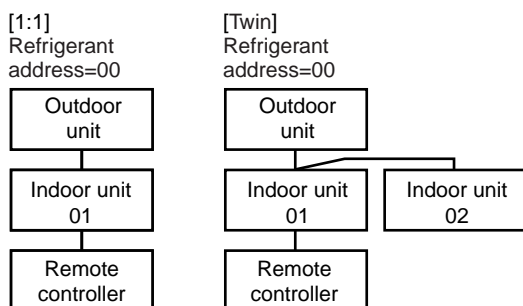 [1:1]
Refrigerant
address=00
Outdoor
unit
Indoor unit
01
Remote
controller
[Twin]
Refrigerant
address=00
Outdoor
unit
Indoor unit
01
Indoor unit
02
Remote
controller